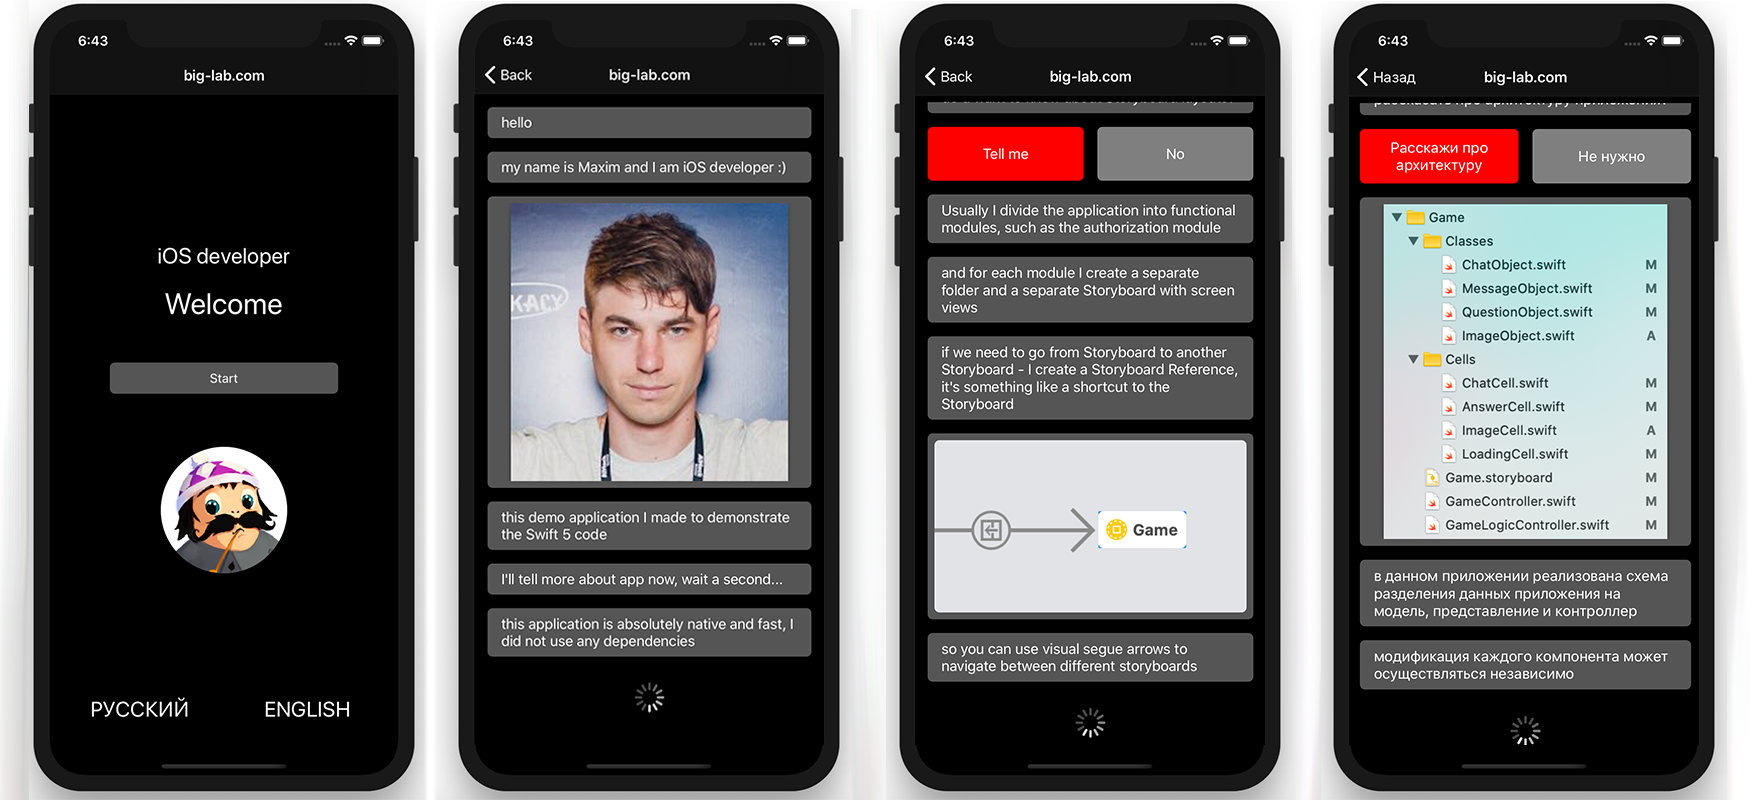 6:43
big-lab.com
iOS developer
Welcome
Start
РУССКИЙ
ENGLISH
6:43
Back
big-lab.com
hello
my name is Maxim and I am iOS developer :)
this demo application I made to demonstrate
the Swift 5 code
I'll tell more about app now, wait a second...
this application is absolutely native and fast, I
did not use any dependencies
6:43
Back
big-lab.com
Tell me
No
Usually I divide the application into functional
modules, such as the authorization module
and for each module I create a separate
folder and a separate Storyboard with screen
views
if we need to go from Storyboard to another
Storyboard - I create a Storyboard Reference,
it's something like a shortcut to the
Storyboard
Game
so you can use visual segue arrows to
navigate between different storyboards
6:43
Назад
big-lab.com
рассказать про архитектуру приложения?
Расскажи про
архитектуру
Не нужно
Game
Classes
ChatObject.swift M
MessageObject.swift M
QuestionObject.swift M
ImageObject.swift A
Cells
ChatCell.swift M
AnswerCell.swift M
ImageCell.swift A
LoadingCell.swift M
Game.storyboard M
GameController.swift M
GameLogicController.swift M
в данном приложении реализована схема
разделения данных приложения на
модель, представление и контроллер
модификация каждого компонента может
осуществляться независимо